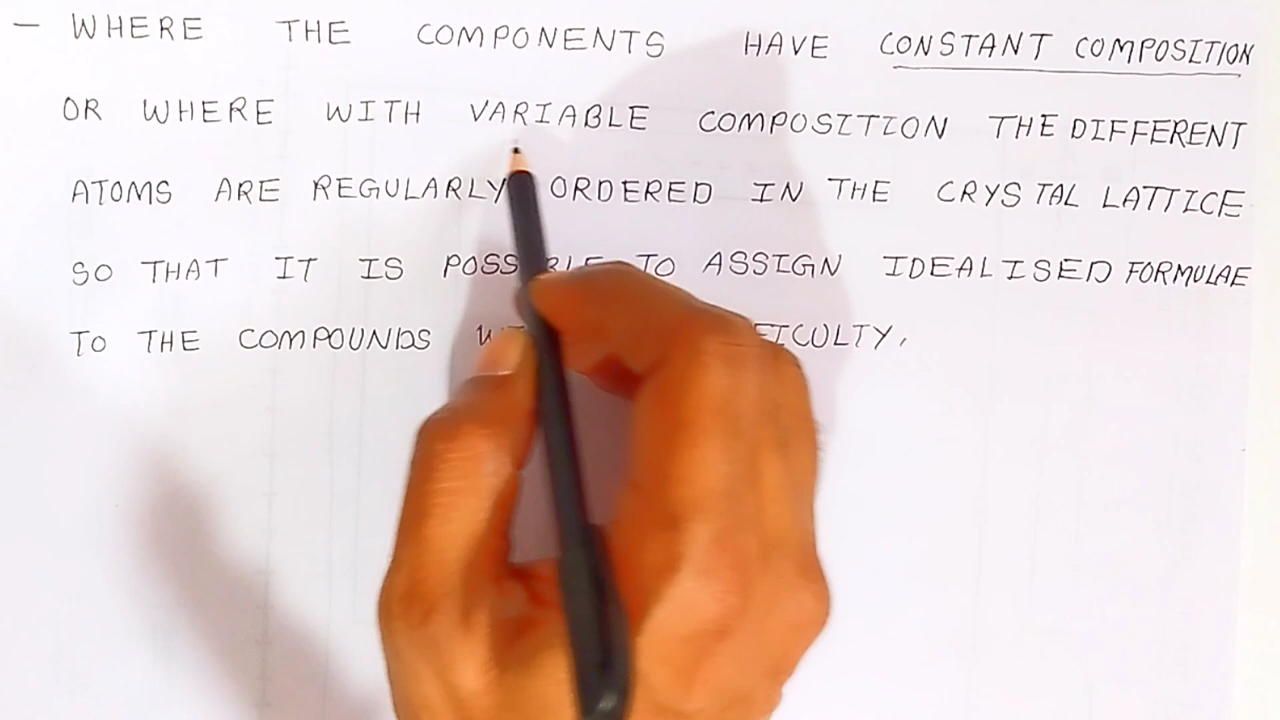 — WHERE THE COMPONENTS HAVE CONSTANT COMPOSITION
OR WHERE WITH VARIABLE COMPOSITION THE DIFFERENT
ATOMS ARE REGULARLY ORDERED IN THE CRYSTAL LATTICE
SO THAT IT IS TO ASSIGN IDEALISED FORMULAE
TO THE COMPOUNDS